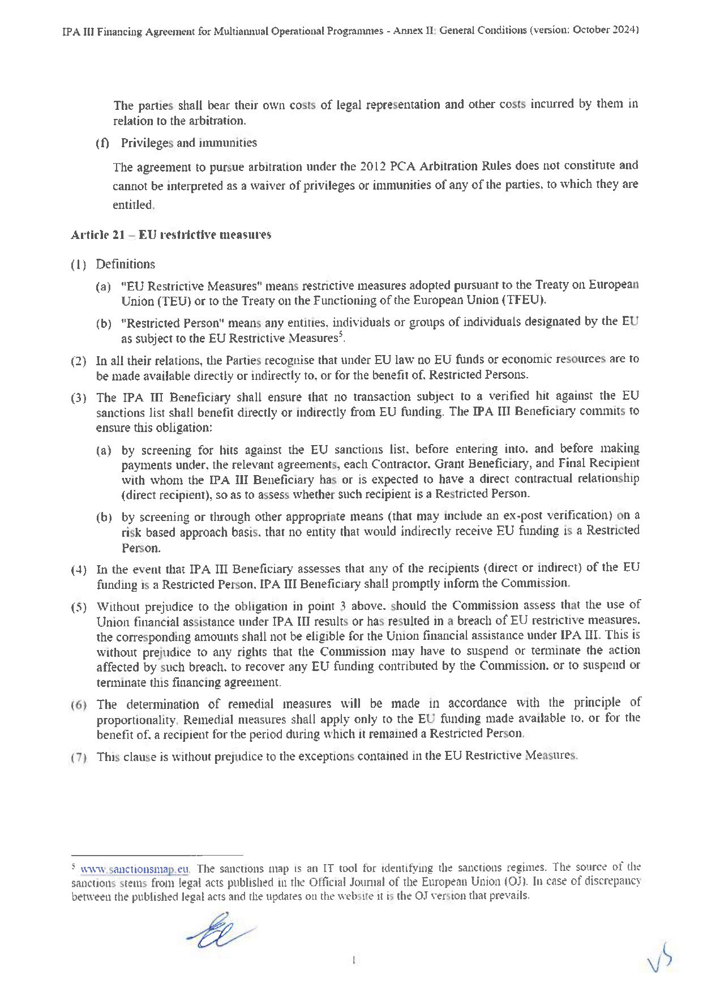 IPA III Financing Agreement for Multiannual Operational Programmes - Annex II: General Conditions (version: October 2024)
The parties shall bear their own costs of legal representation and other costs incurred by them in
relation to the arbitration.
(f) Privileges and immunities
The agreement to pursue arbitration under the 2012 PCA Arbitration Rules does not constitute and
cannot be interpreted as a waiver of privileges or immunities of any of the parties, to which they are
entitled.
Article 21 – EU restrictive measures
(1) Definitions
(a) "EU Restrictive Measures" means restrictive measures adopted pursuant to the Treaty on European
Union (TEU) or to the Treaty on the Functioning of the European Union (TFEU).
(b) "Restricted Person" means any entities, individuals or groups of individuals designated by the EU
as subject to the EU Restrictive Measures⁵.
(2) In all their relations, the Parties recognise that under EU law no EU funds or economic resources are to
be made available directly or indirectly to, or for the benefit of, Restricted Persons.
(3) The IPA III Beneficiary shall ensure that no transaction subject to a verified hit against the EU
sanctions list shall benefit directly or indirectly from EU funding. The IPA III Beneficiary commits to
ensure this obligation:
(a) by screening for hits against the EU sanctions list, before entering into, and before making
payments under, the relevant agreements, each Contractor, Grant Beneficiary, and Final Recipient
with whom the IPA III Beneficiary has or is expected to have a direct contractual relationship
(direct recipient), so as to assess whether such recipient is a Restricted Person.
(b) by screening or through other appropriate means (that may include an ex-post verification) on a
risk based approach basis, that no entity that would indirectly receive EU funding is a Restricted
Person.
(4) In the event that IPA III Beneficiary assesses that any of the recipients (direct or indirect) of the EU
funding is a Restricted Person, IPA III Beneficiary shall promptly inform the Commission.
(5) Without prejudice to the obligation in point 3 above, should the Commission assess that the use of
Union financial assistance under IPA III results or has resulted in a breach of EU restrictive measures,
the corresponding amounts shall not be eligible for the Union financial assistance under IPA III. This is
without prejudice to any rights that the Commission may have to suspend or terminate the action
affected by such breach, to recover any EU funding contributed by the Commission, or to suspend or
terminate this financing agreement.
(6) The determination of remedial measures will be made in accordance with the principle of
proportionality. Remedial measures shall apply only to the EU funding made available to, or for the
benefit of, a recipient for the period during which it remained a Restricted Person.
(7) This clause is without prejudice to the exceptions contained in the EU Restrictive Measures.
⁵ www.sanctionsmap.eu. The sanctions map is an IT tool for identifying the sanctions regimes. The source of the
sanctions stems from legal acts published in the Official Journal of the European Union (OJ). In case of discrepancy
between the published legal acts and the updates on the website it is the OJ version that prevails.
1